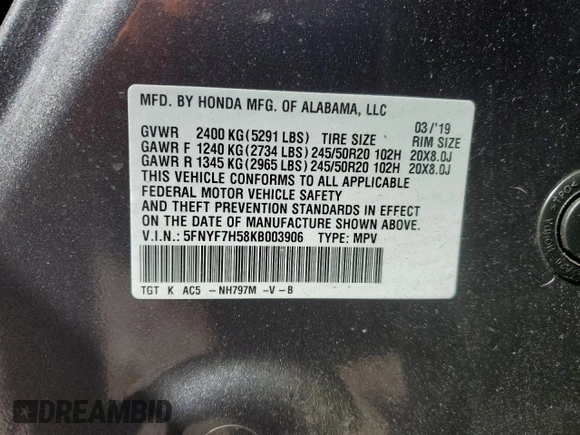 MFD. BY HONDA MFG. OF ALABAMA, LLC
03/'19
GVWR 2400 KG (5291 LBS) TIRE SIZE RIM SIZE
GAWR F 1240 KG (2734 LBS) 245/50R20 102H 20X8.0J
GAWR R 1345 KG (2965 LBS) 245/50R20 102H 20X8.0J
THIS VEHICLE CONFORMS TO ALL APPLICABLE
FEDERAL MOTOR VEHICLE SAFETY
AND THEFT PREVENTION STANDARDS IN EFFECT
ON THE DATE OF MANUFACTURE SHOWN ABOVE.
V.I.N.: 5FNYF7H58KB003906 TYPE: MPV
TGT K AC5 -NH797M -V-B
DREAMBID